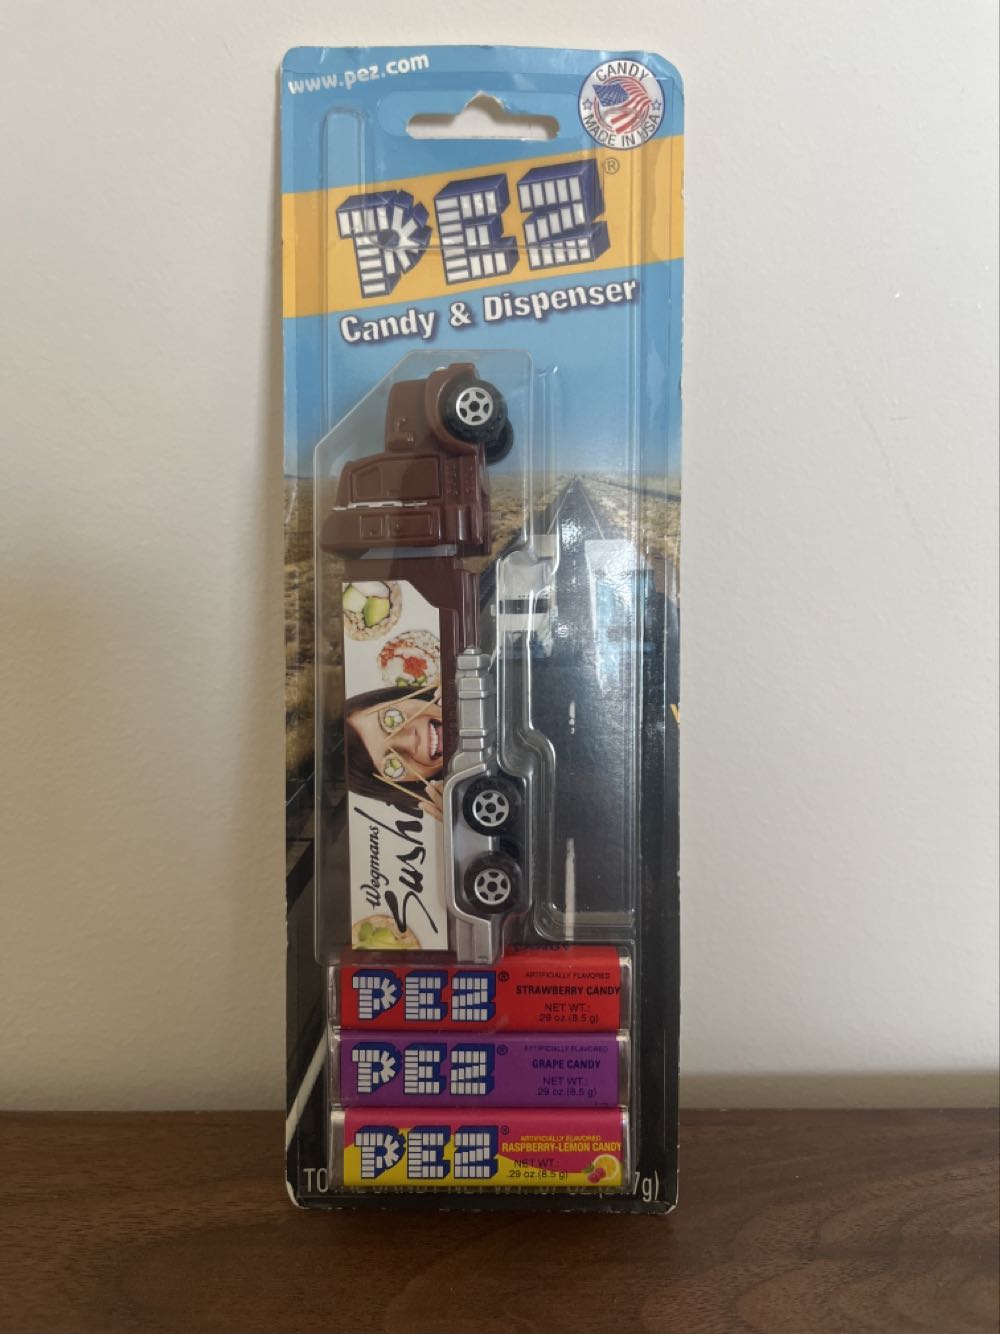 www.pez.com
CANDY
MADE IN USA
PEZ®
Candy & Dispenser
Wegmans
Sushi
PEZ®
ARTIFICIALLY FLAVORED
STRAWBERRY CANDY
NET WT.:
.29 oz.(8.5 g)
PEZ®
ARTIFICIALLY FLAVORED
GRAPE CANDY
NET WT.:
.29 oz.(8.5 g)
PEZ®
ARTIFICIALLY FLAVORED
RASPBERRY-LEMON CANDY
NET WT.:
.29 oz.(8.5 g)